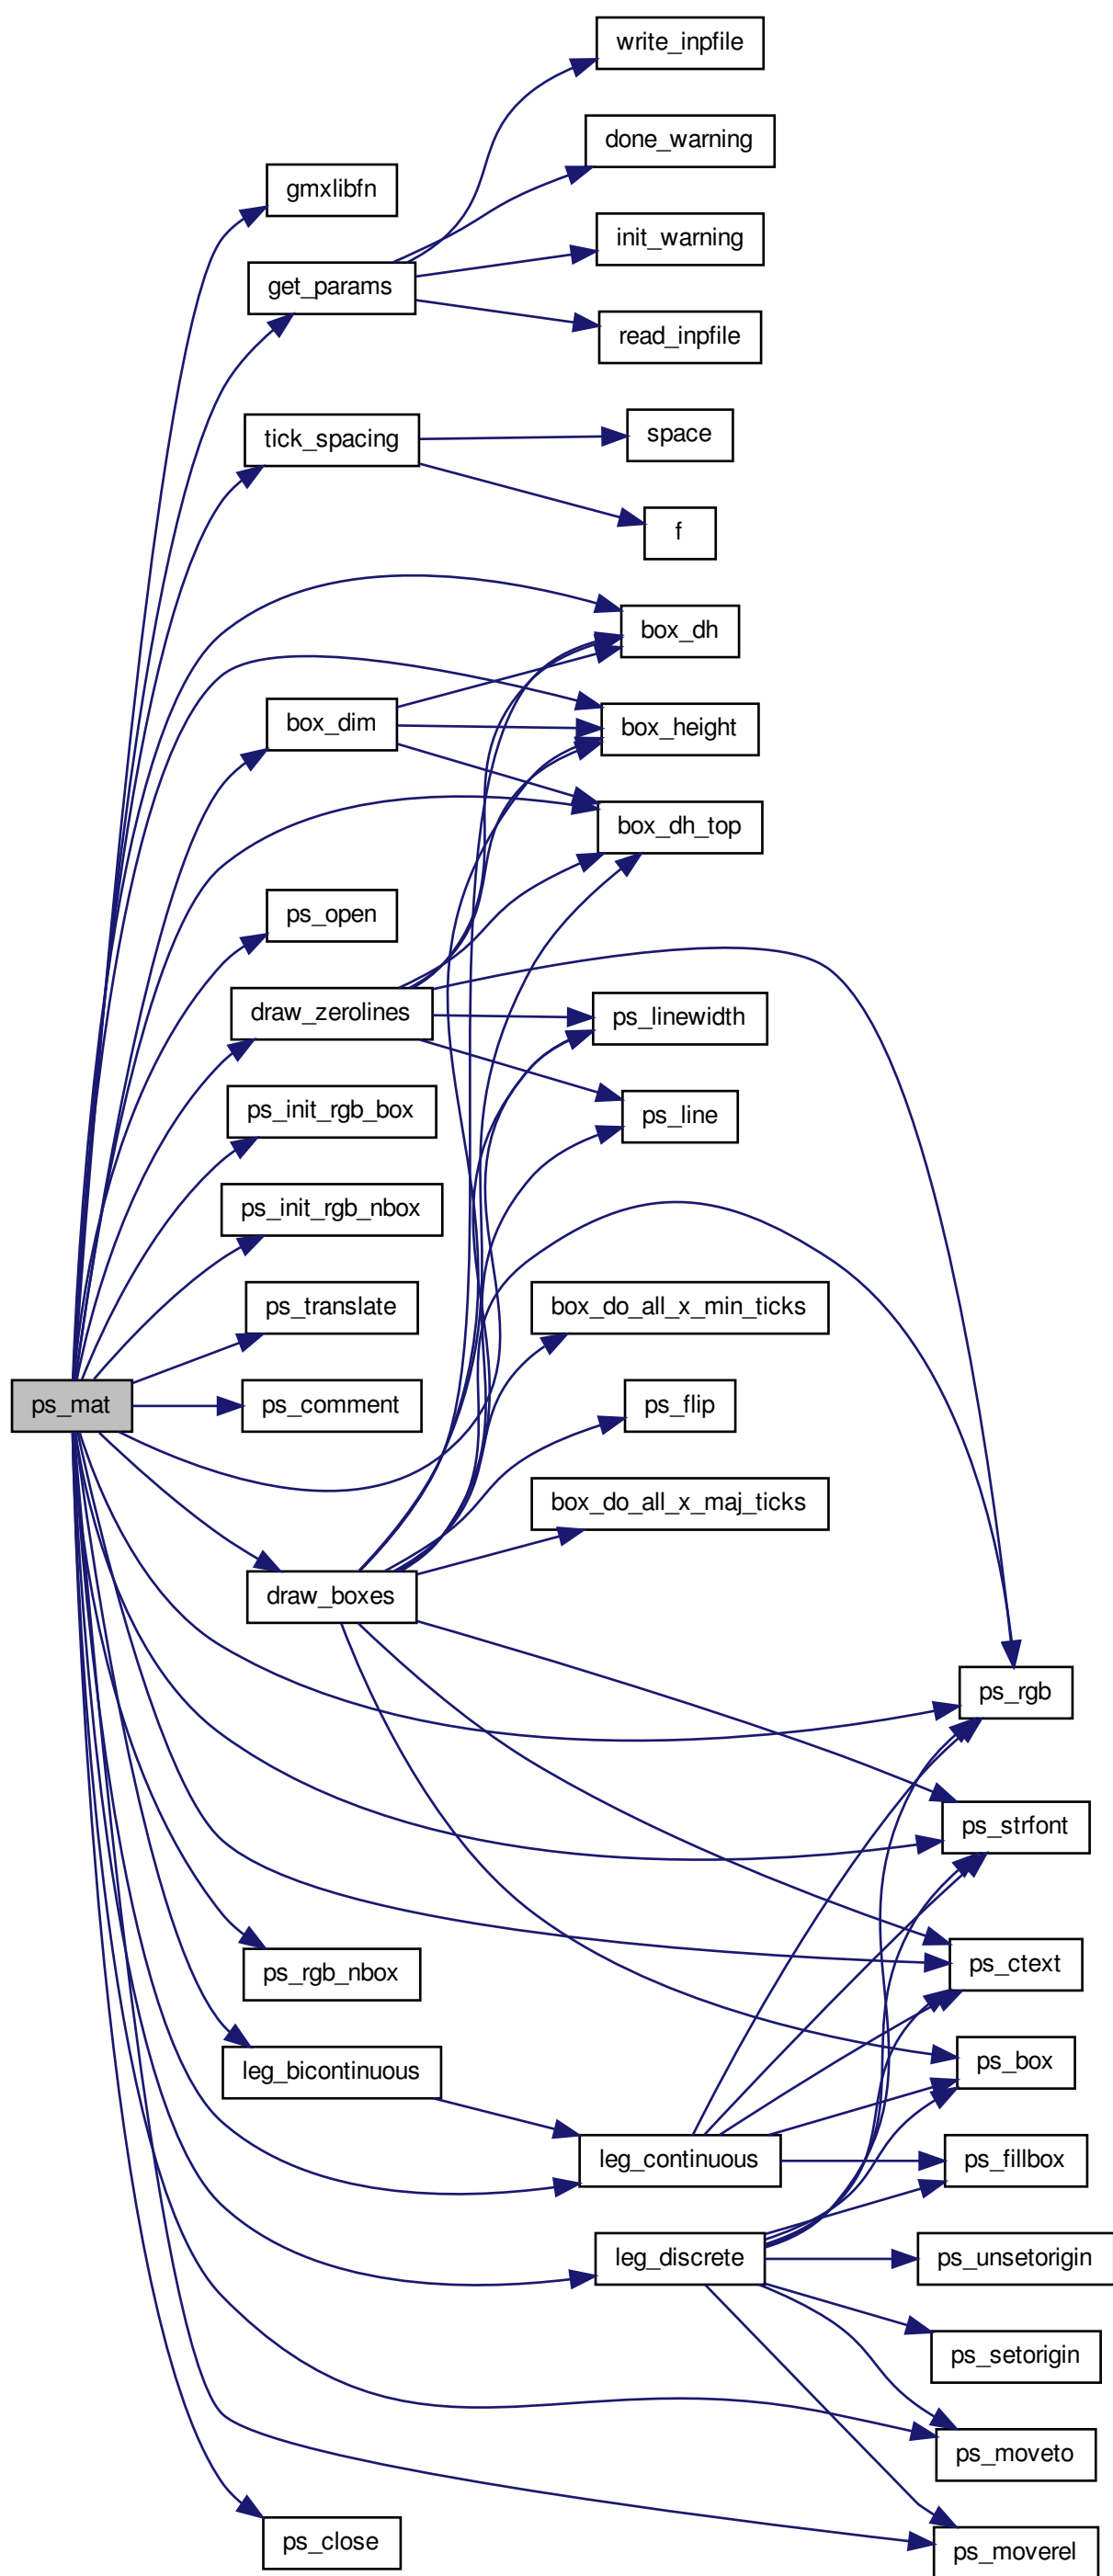 write_inpfile
done_warning
gmxlibfn
init_warning
get_params
read_inpfile
tick_spacing
space
f
box_dh
box_dim
box_height
box_dh_top
ps_open
draw_zerolines
ps_linewidth
ps_init_rgb_box
ps_line
ps_init_rgb_nbox
ps_translate
box_do_all_x_min_ticks
ps_mat
ps_comment
ps_flip
box_do_all_x_maj_ticks
draw_boxes
ps_rgb
ps_strfont
ps_rgb_nbox
ps_ctext
leg_bicontinuous
ps_box
leg_continuous
ps_fillbox
leg_discrete
ps_unsetorigin
ps_setorigin
ps_moveto
ps_close
ps_moverel